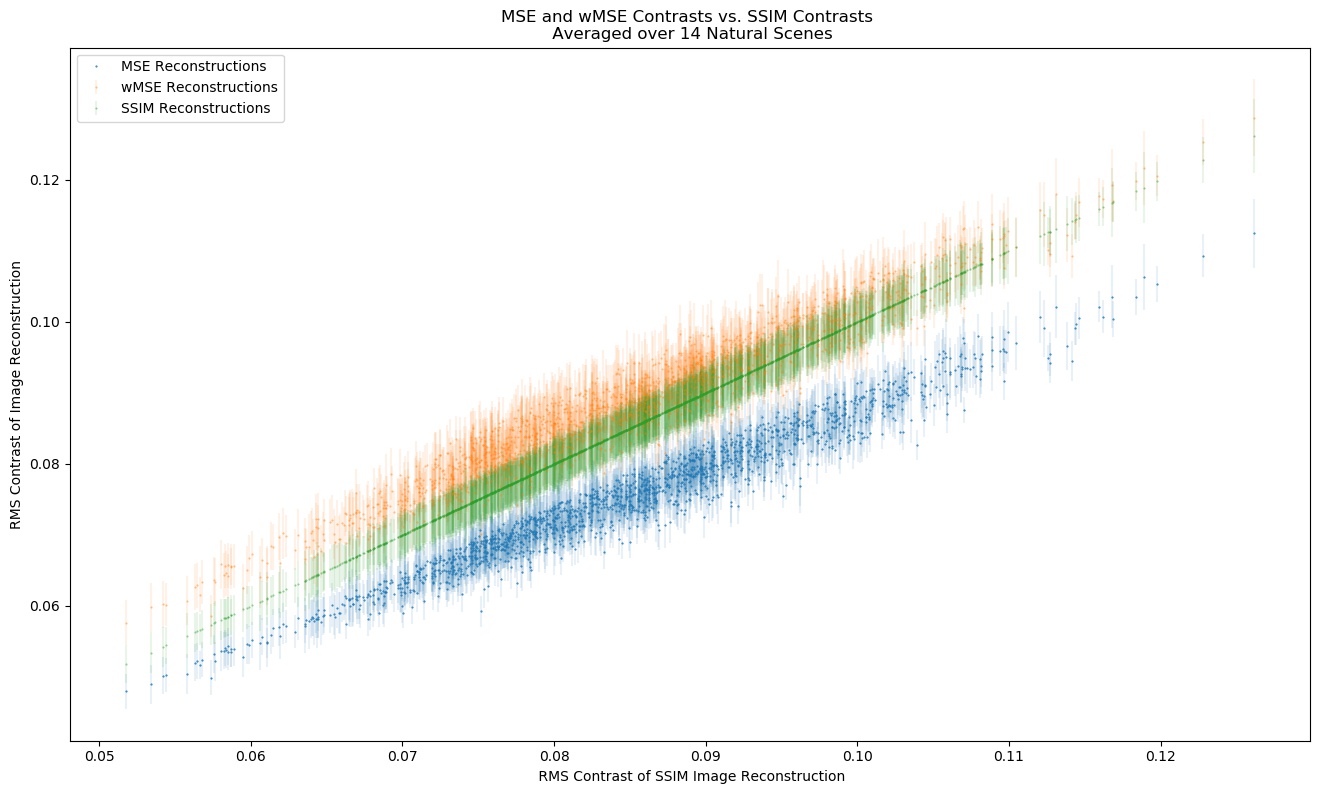 MSE and wMSE Contrasts vs. SSIM Contrasts
Averaged over 14 Natural Scenes
MSE Reconstructions
wMSE Reconstructions
SSIM Reconstructions
RMS Contrast of Image Reconstruction
0.12
0.10
0.08
0.06
0.05
0.06
0.07
0.08
0.09
0.10
0.11
0.12
RMS Contrast of SSIM Image Reconstruction